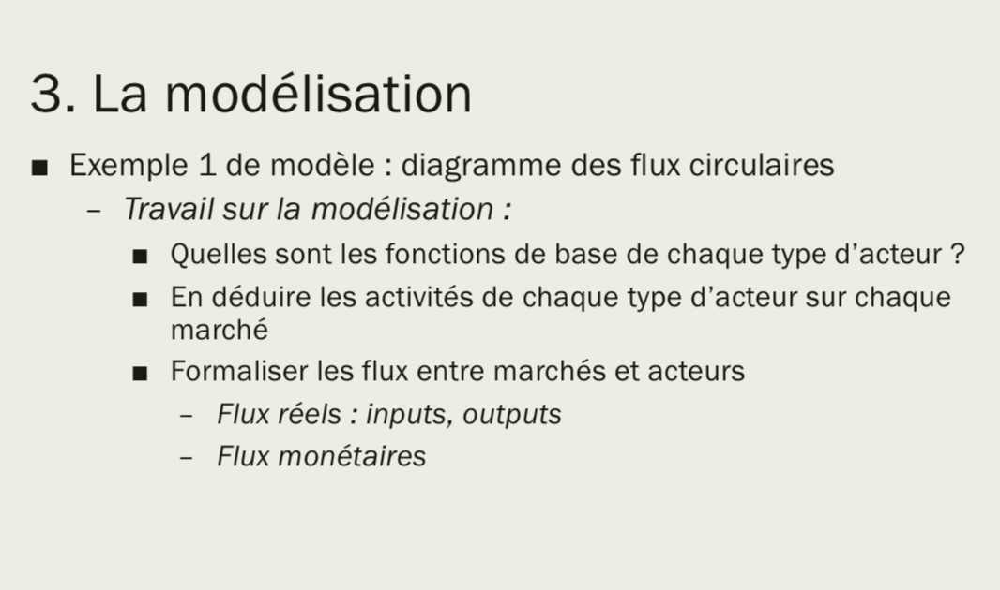 3. La modélisation
■ Exemple 1 de modèle : diagramme des flux circulaires
– Travail sur la modélisation :
■ Quelles sont les fonctions de base de chaque type d’acteur ?
■ En déduire les activités de chaque type d’acteur sur chaque
marché
■ Formaliser les flux entre marchés et acteurs
– Flux réels : inputs, outputs
– Flux monétaires